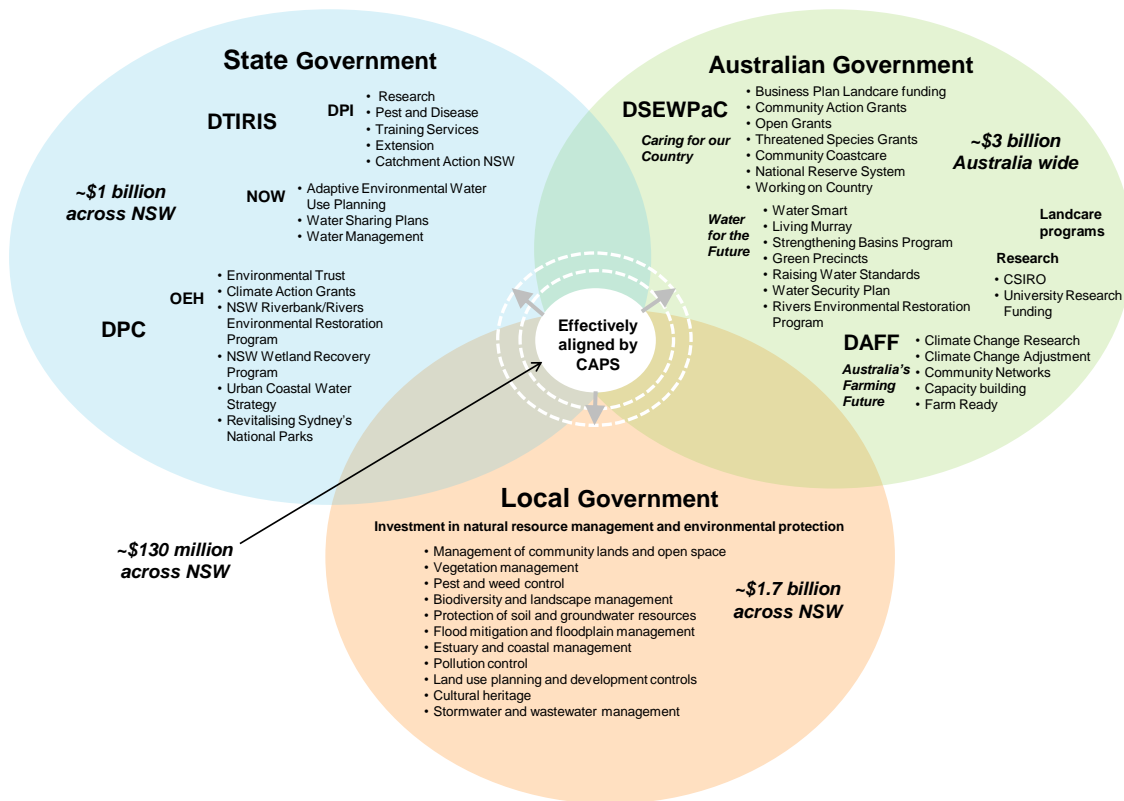 State Government
DTIRIS
DPI
• Research
• Pest and Disease
• Training Services
• Extension
• Catchment Action NSW
~$1 billion
across NSW
NOW
• Adaptive Environmental Water
Use Planning
• Water Sharing Plans
• Water Management
OEH
DPC
• Environmental Trust
• Climate Action Grants
• NSW Riverbank/Rivers
Environmental Restoration
Program
• NSW Wetland Recovery
Program
• Urban Coastal Water
Strategy
• Revitalising Sydney's
National Parks
Australian Government
DSEWPaC
Caring for our
Country
• Business Plan Landcare funding
• Community Action Grants
• Open Grants
• Threatened Species Grants
• Community Coastcare
• National Reserve System
• Working on Country
~$3 billion
Australia wide
Water
for the
Future
• Water Smart
• Living Murray
• Strengthening Basins Program
• Green Precincts
• Raising Water Standards
• Water Security Plan
• Rivers Environmental Restoration
Program
Landcare
programs
Research
• CSIRO
• University Research
Funding
DAFF
Australia's
Farming
Future
• Climate Change Research
• Climate Change Adjustment
• Community Networks
• Capacity building
• Farm Ready
Effectively
aligned by
CAPS
~$130 million
across NSW
Local Government
Investment in natural resource management and environmental protection
• Management of community lands and open space
• Vegetation management
• Pest and weed control
• Biodiversity and landscape management
• Protection of soil and groundwater resources
• Flood mitigation and floodplain management
• Estuary and coastal management
• Pollution control
• Land use planning and development controls
• Cultural heritage
• Stormwater and wastewater management
~$1.7 billion
across NSW